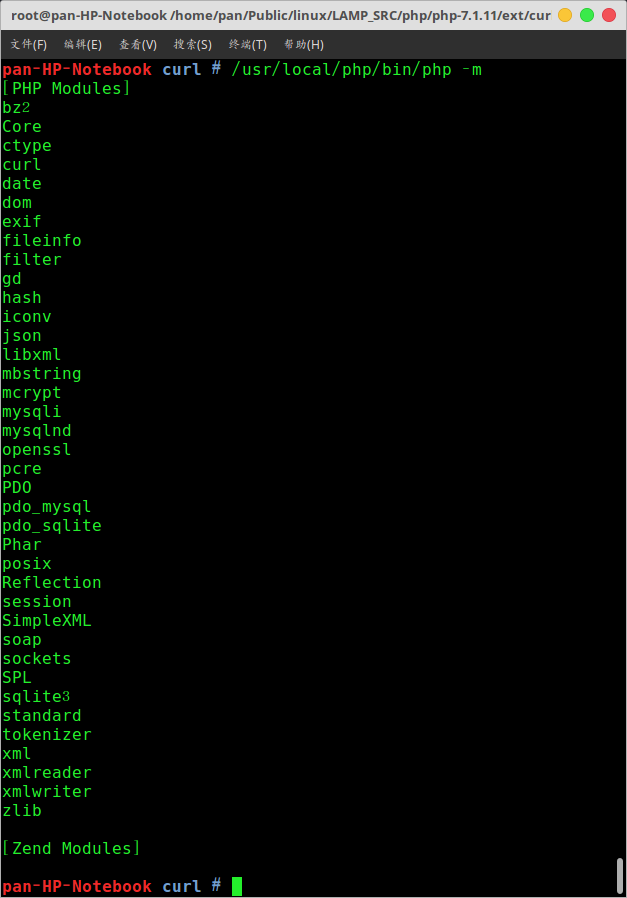 root@pan-HP-Notebook /home/pan/Public/linux/LAMP_SRC/php/php-7.1.11/ext/cur
文件(F) 编辑(E) 查看(V) 搜索(S) 终端(T) 帮助(H)
pan-HP-Notebook curl # /usr/local/php/bin/php -m
[PHP Modules]
bz2
Core
ctype
curl
date
dom
exif
fileinfo
filter
gd
hash
iconv
json
libxml
mbstring
mcrypt
mysqli
mysqlnd
openssl
pcre
PDO
pdo_mysql
pdo_sqlite
Phar
posix
Reflection
session
SimpleXML
soap
sockets
SPL
sqlite3
standard
tokenizer
xml
xmlreader
xmlwriter
zlib
[Zend Modules]
pan-HP-Notebook curl #